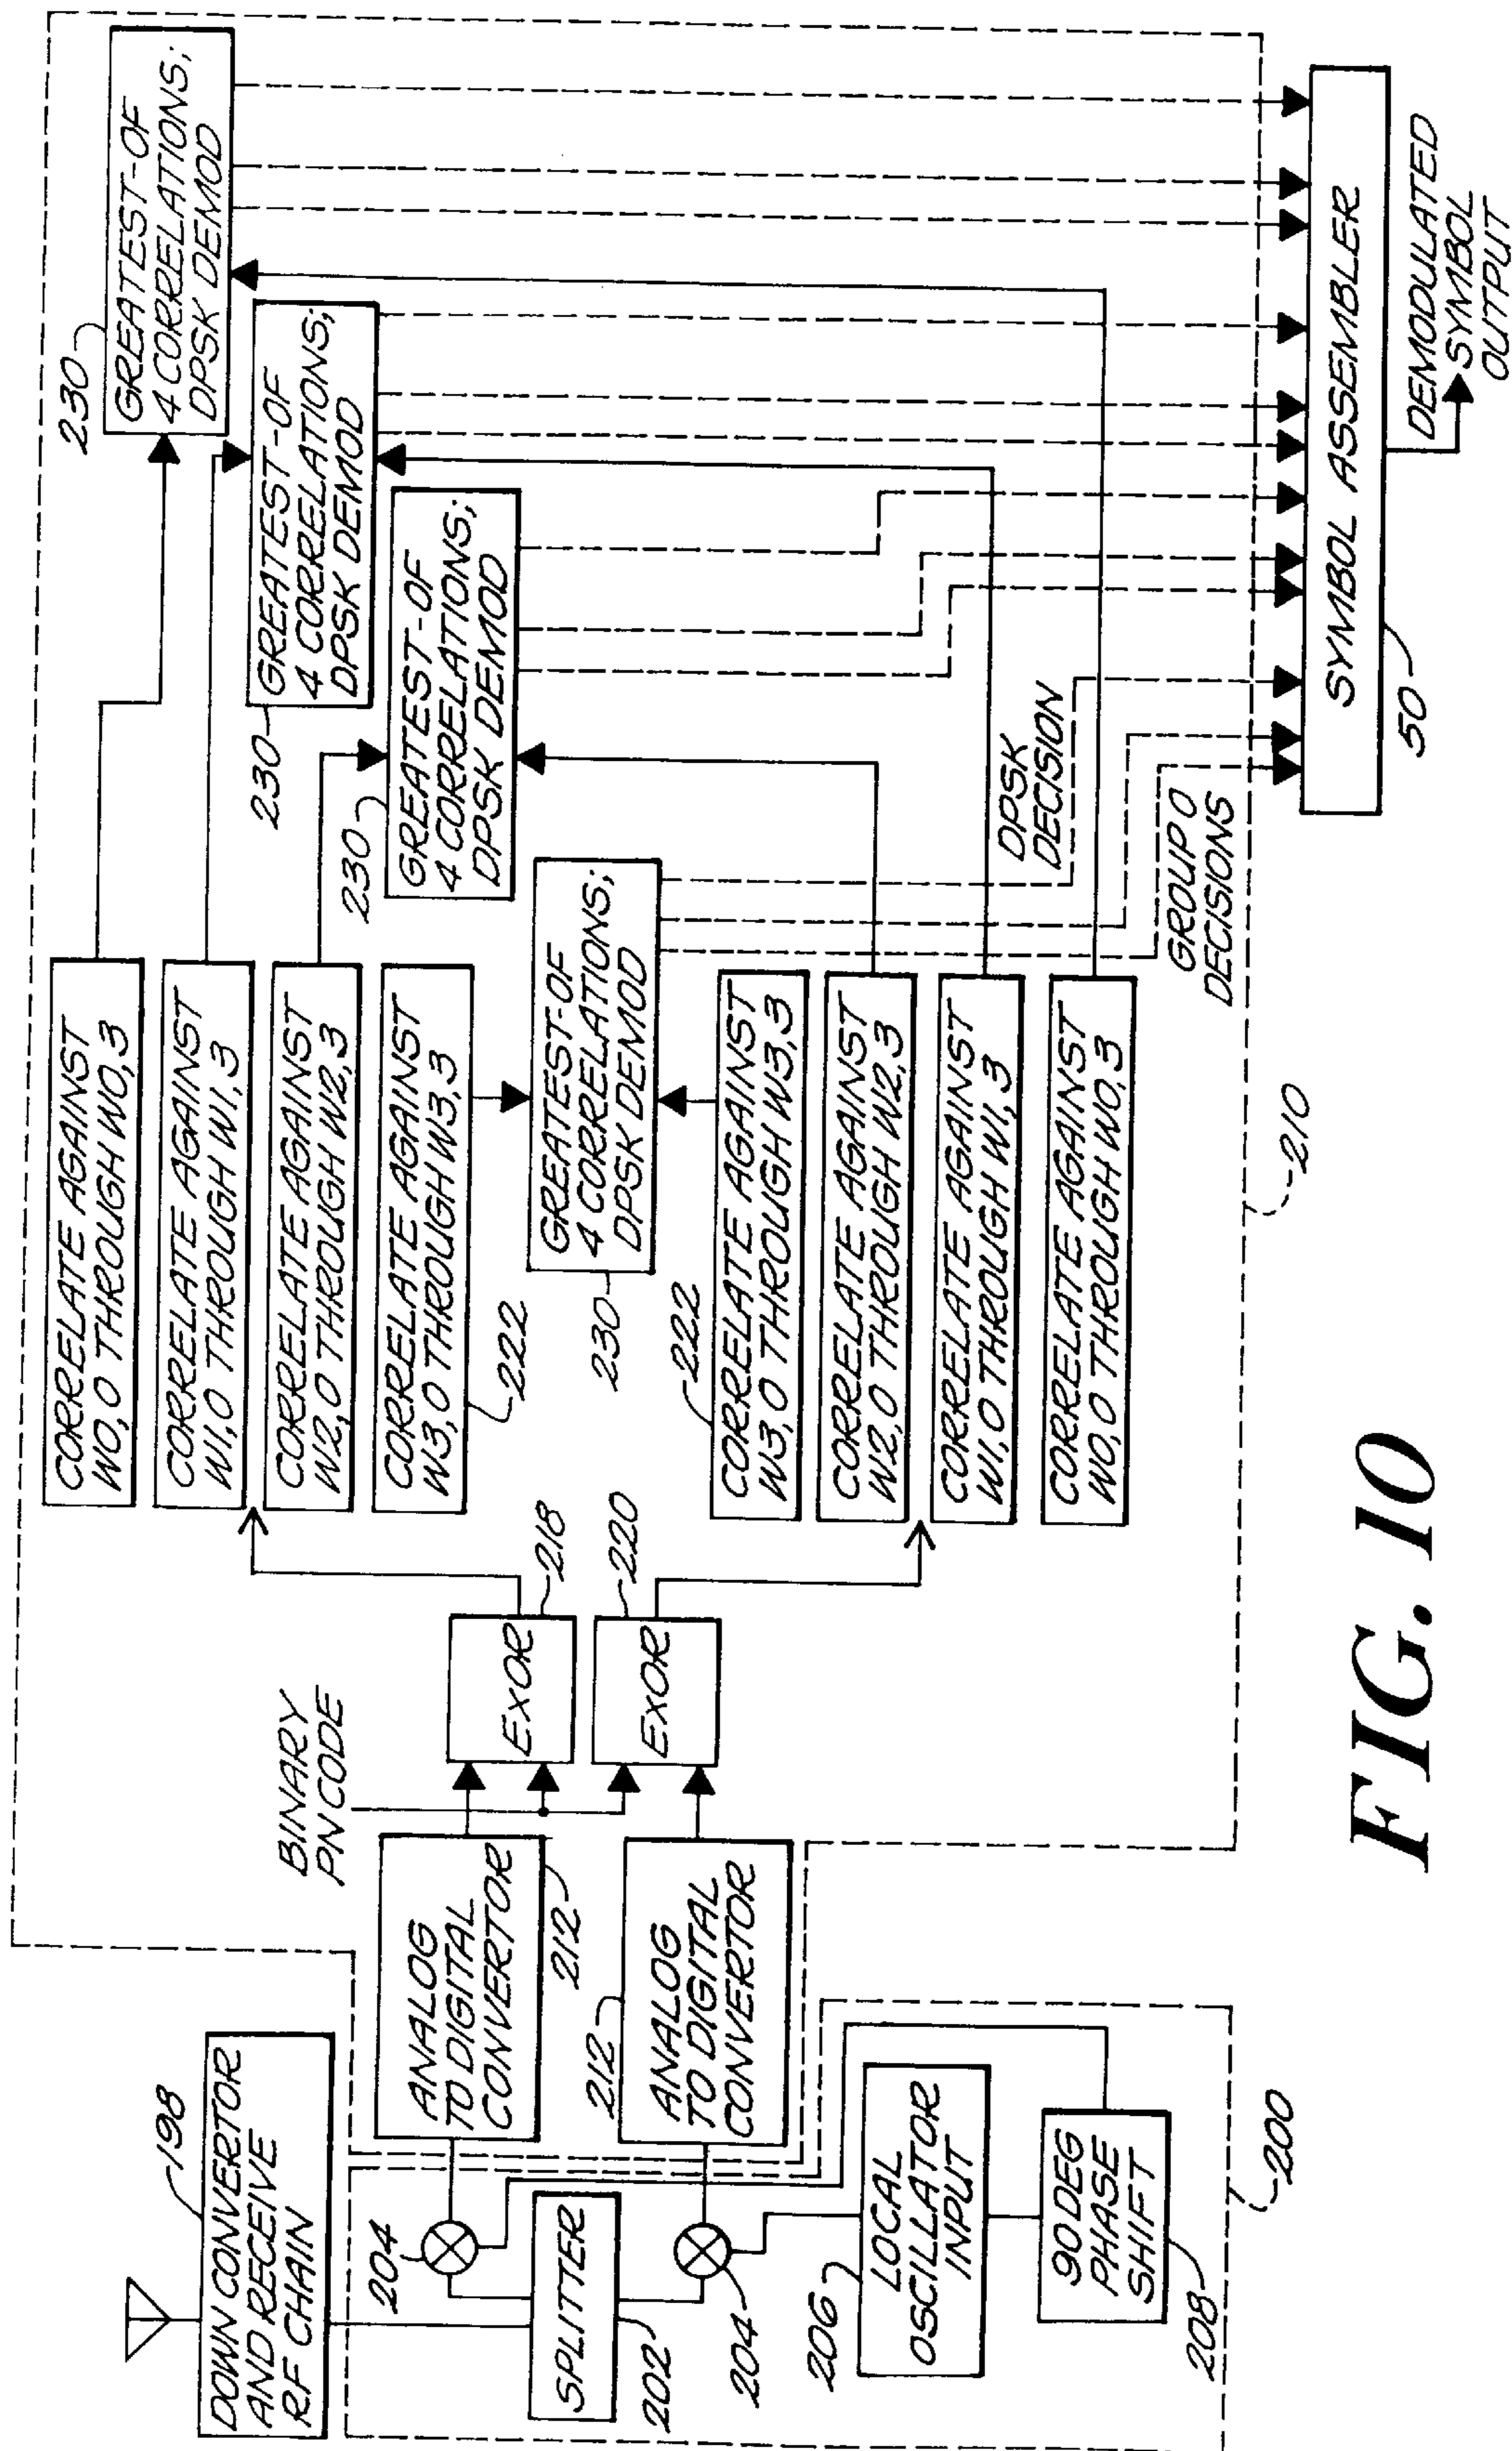 198
DOWN CONVERTOR
AND RECEIVE
RF CHAIN
204
SPLITTER
202
204
206
LOCAL
OSCILLATOR
INPUT
90 DEG
PHASE
SHIFT
208
200
ANALOG
TO DIGITAL
CONVERTOR
212
212
ANALOG
TO DIGITAL
CONVERTOR
BINARY
PN CODE
EXOR
218
220
EXOR
CORRELATE AGAINST
W0,0 THROUGH W0,3
CORRELATE AGAINST
W1,0 THROUGH W1,3
CORRELATE AGAINST
W2,0 THROUGH W2,3
CORRELATE AGAINST
W3,0 THROUGH W3,3
222
222
CORRELATE AGAINST
W3,0 THROUGH W3,3
CORRELATE AGAINST
W2,0 THROUGH W2,3
CORRELATE AGAINST
W1,0 THROUGH W1,3
CORRELATE AGAINST
W0,0 THROUGH W0,3
210
230
GREATEST-OF
4 CORRELATIONS;
DPSK DEMOD
230
GREATEST-OF
4 CORRELATIONS;
DPSK DEMOD
230
GREATEST-OF
4 CORRELATIONS;
DPSK DEMOD
230
GREATEST-OF
4 CORRELATIONS;
DPSK DEMOD
DPSK
DECISION
GROUP 0
DECISIONS
SYMBOL ASSEMBLER
50
DEMODULATED
SYMBOL
OUTPUT
FIG. 10